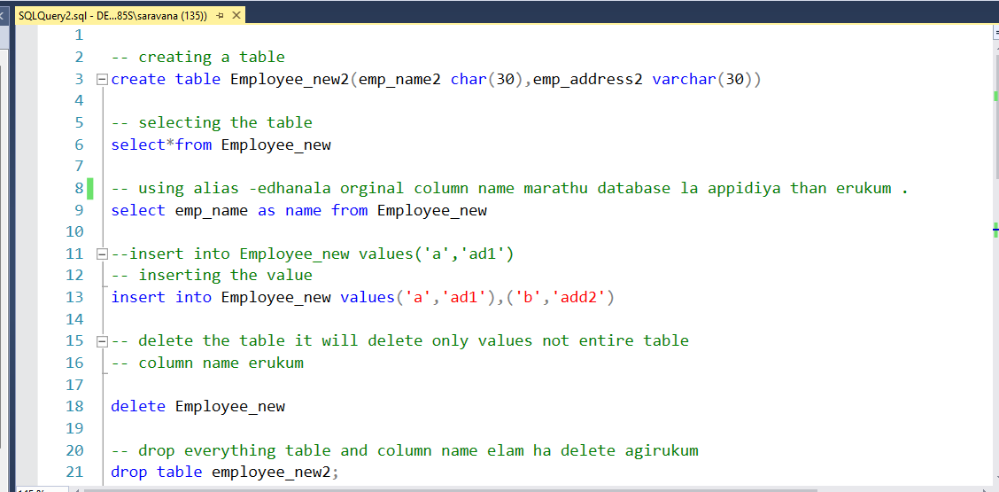 SQLQuery2.sql - DE...85S\saravana (135))
1
2 -- creating a table
3 create table Employee_new2(emp_name2 char(30),emp_address2 varchar(30))
4
5 -- selecting the table
6 select*from Employee_new
7
8 -- using alias -edhanala orginal column name marathu database la appidiya than erukum .
9 select emp_name as name from Employee_new
10
11 --insert into Employee_new values('a','ad1')
12 -- inserting the value
13 insert into Employee_new values('a','ad1'),('b','add2')
14
15 -- delete the table it will delete only values not entire table
16 -- column name erukum
17
18 delete Employee_new
19
20 -- drop everything table and column name elam ha delete agirukum
21 drop table employee_new2;